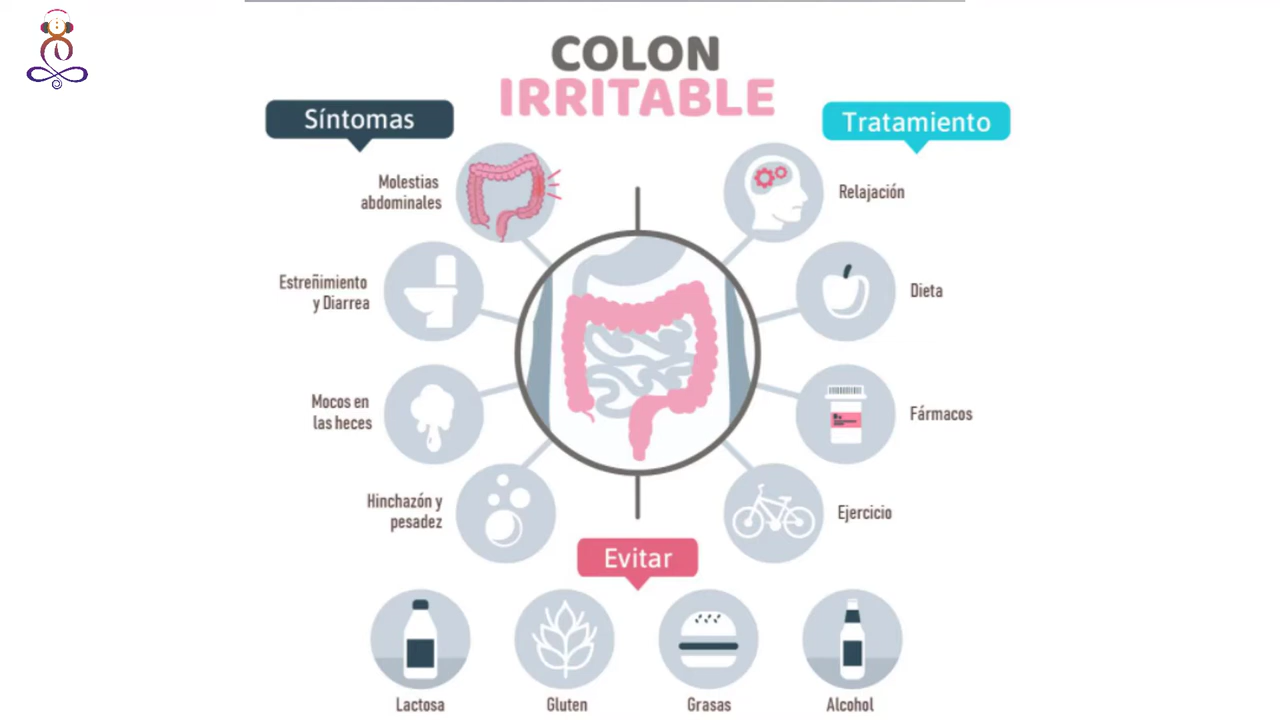 COLON
IRRITABLE
Síntomas
Molestias
abdominales
Estreñimiento
y Diarrea
Mocos en
las heces
Hinchazón y
pesadez
Tratamiento
Relajación
Dieta
Fármacos
Ejercicio
Evitar
Lactosa
Gluten
Grasas
Alcohol